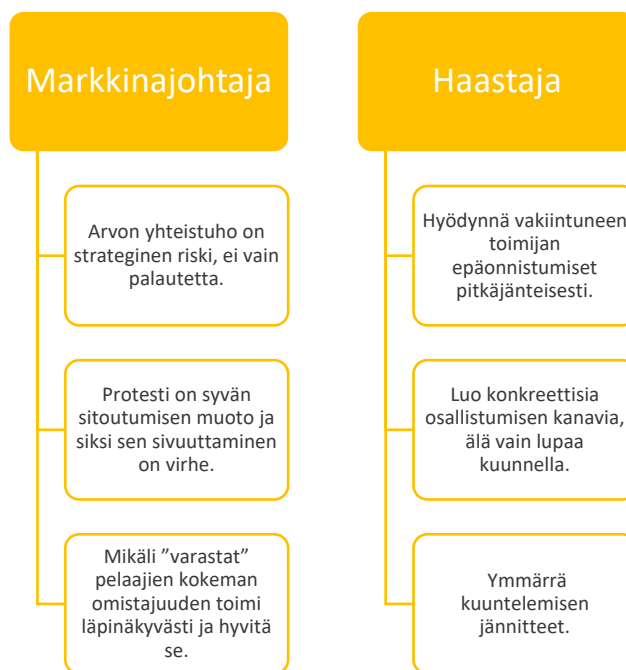 Markkinajohtaja
Arvon yhteistuho on
strateginen riski, ei vain
palautetta.
Protesti on syvän
sitoutumisen muoto ja
siksi sen sivuuttaminen
on virhe.
Mikäli ”varastat”
pelaajien kokeman
omistajuuden toimi
läpinäkyvästi ja hyvitä
se.
Haastaja
Hyödynnä vakiintuneen
toimijan
epäonnistumiset
pitkäjänteisesti.
Luo konkreettisia
osallistumisen kanavia,
älä vain lupaa
kuunnella.
Ymmärrä
kuuntelemisen
jännitteet.